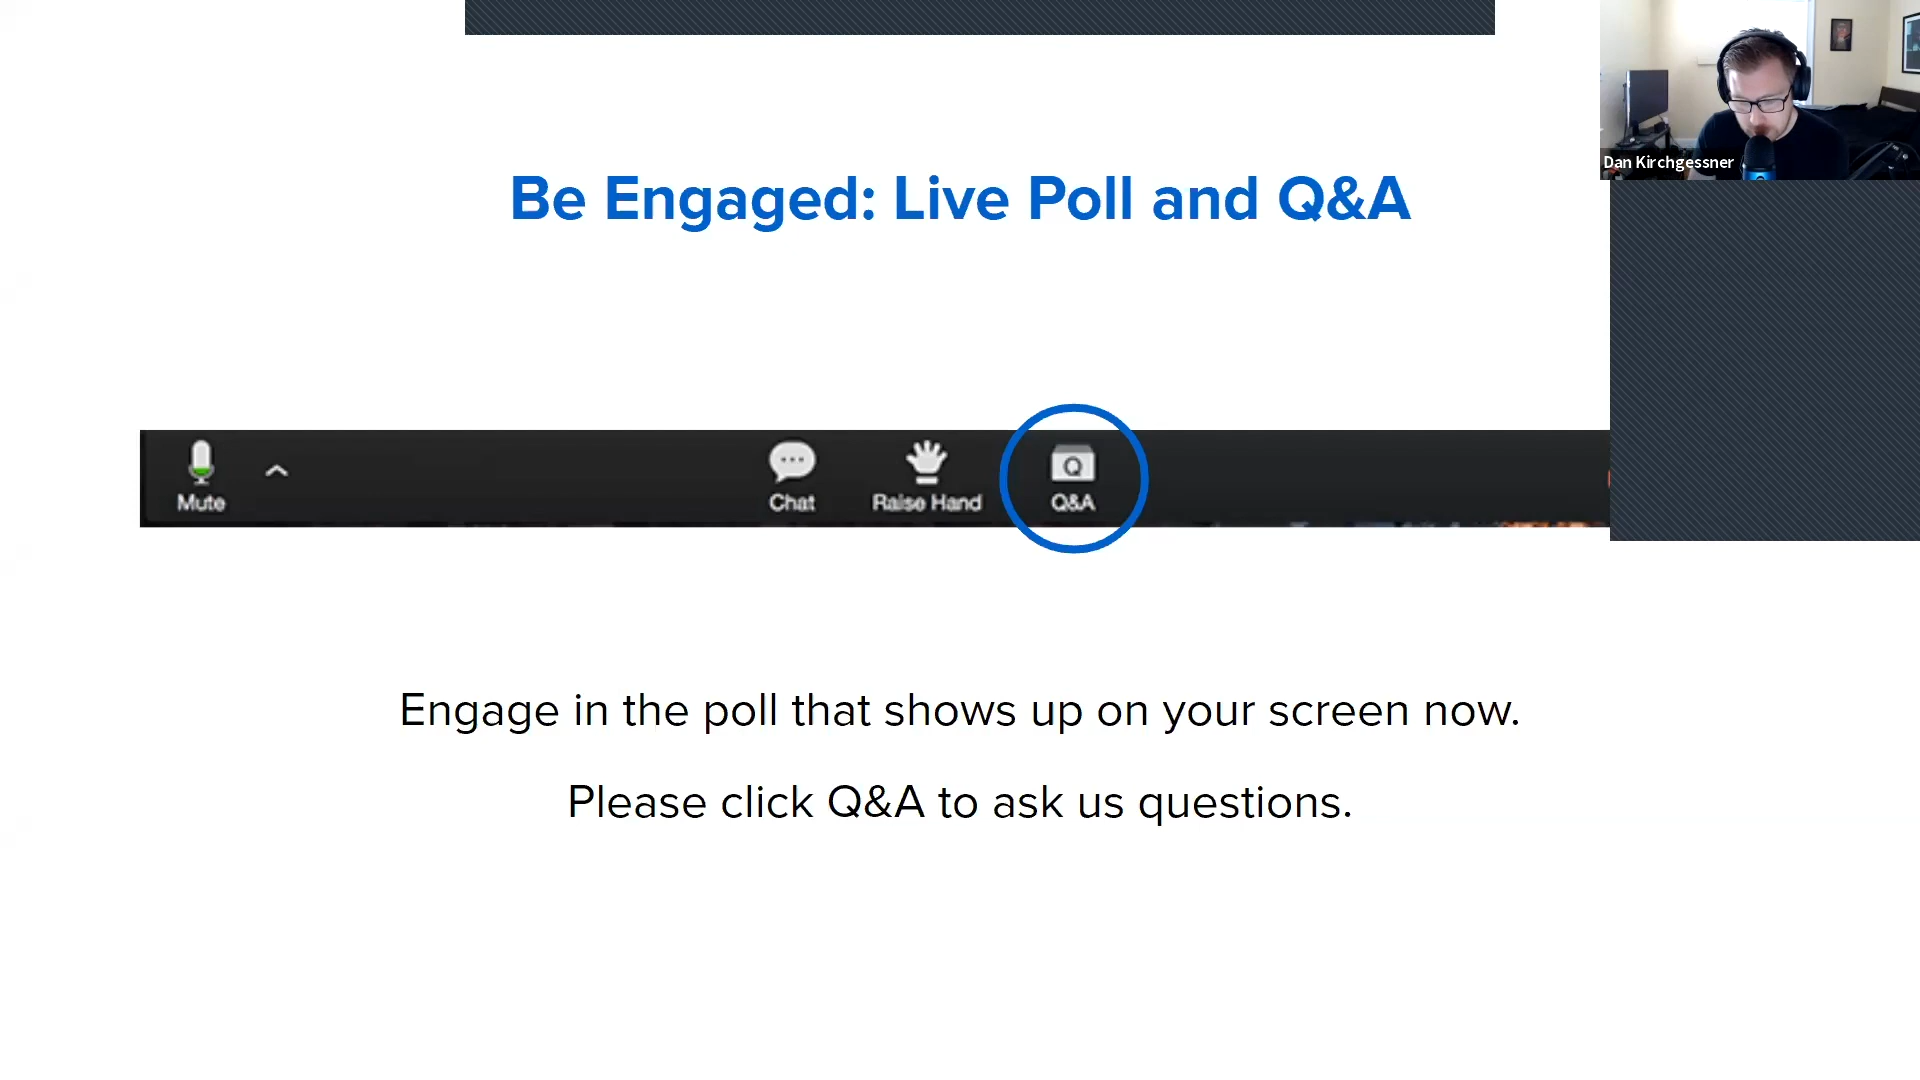 Be Engaged: Live Poll and Q&A
Dan Kirchgessner
Mute
Chat
Raise Hand
Q
Q&A
Engage in the poll that shows up on your screen now.
Please click Q&A to ask us questions.